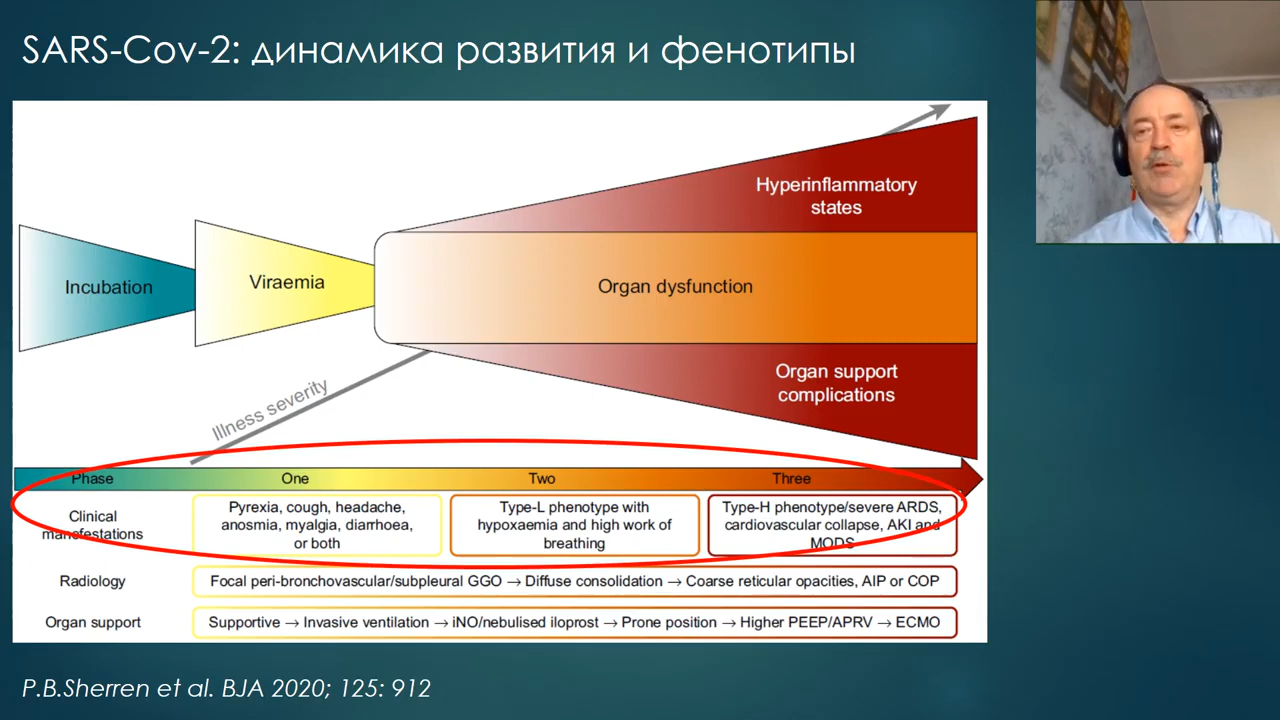 SARS-Cov-2: динамика развития и фенотипы
Hyperinflammatory
states
Incubation
Viraemia
Organ dysfunction
Organ support
complications
Illness severity
Phase
One
Two
Three
Clinical
manifestations
Pyrexia, cough, headache,
anosmia, myalgia, diarrhoea,
or both
Type-L phenotype with
hypoxaemia and high work of
breathing
Type-H phenotype/severe ARDS,
cardiovascular collapse, AKI and
MODS
Radiology
Focal peri-bronchovascular/subpleural GGO → Diffuse consolidation → Coarse reticular opacities, AIP or COP
Organ support
Supportive → Invasive ventilation → iNO/nebulised iloprost → Prone position → Higher PEEP/APRV → ECMO
P.B.Sherren et al. BJA 2020; 125: 912